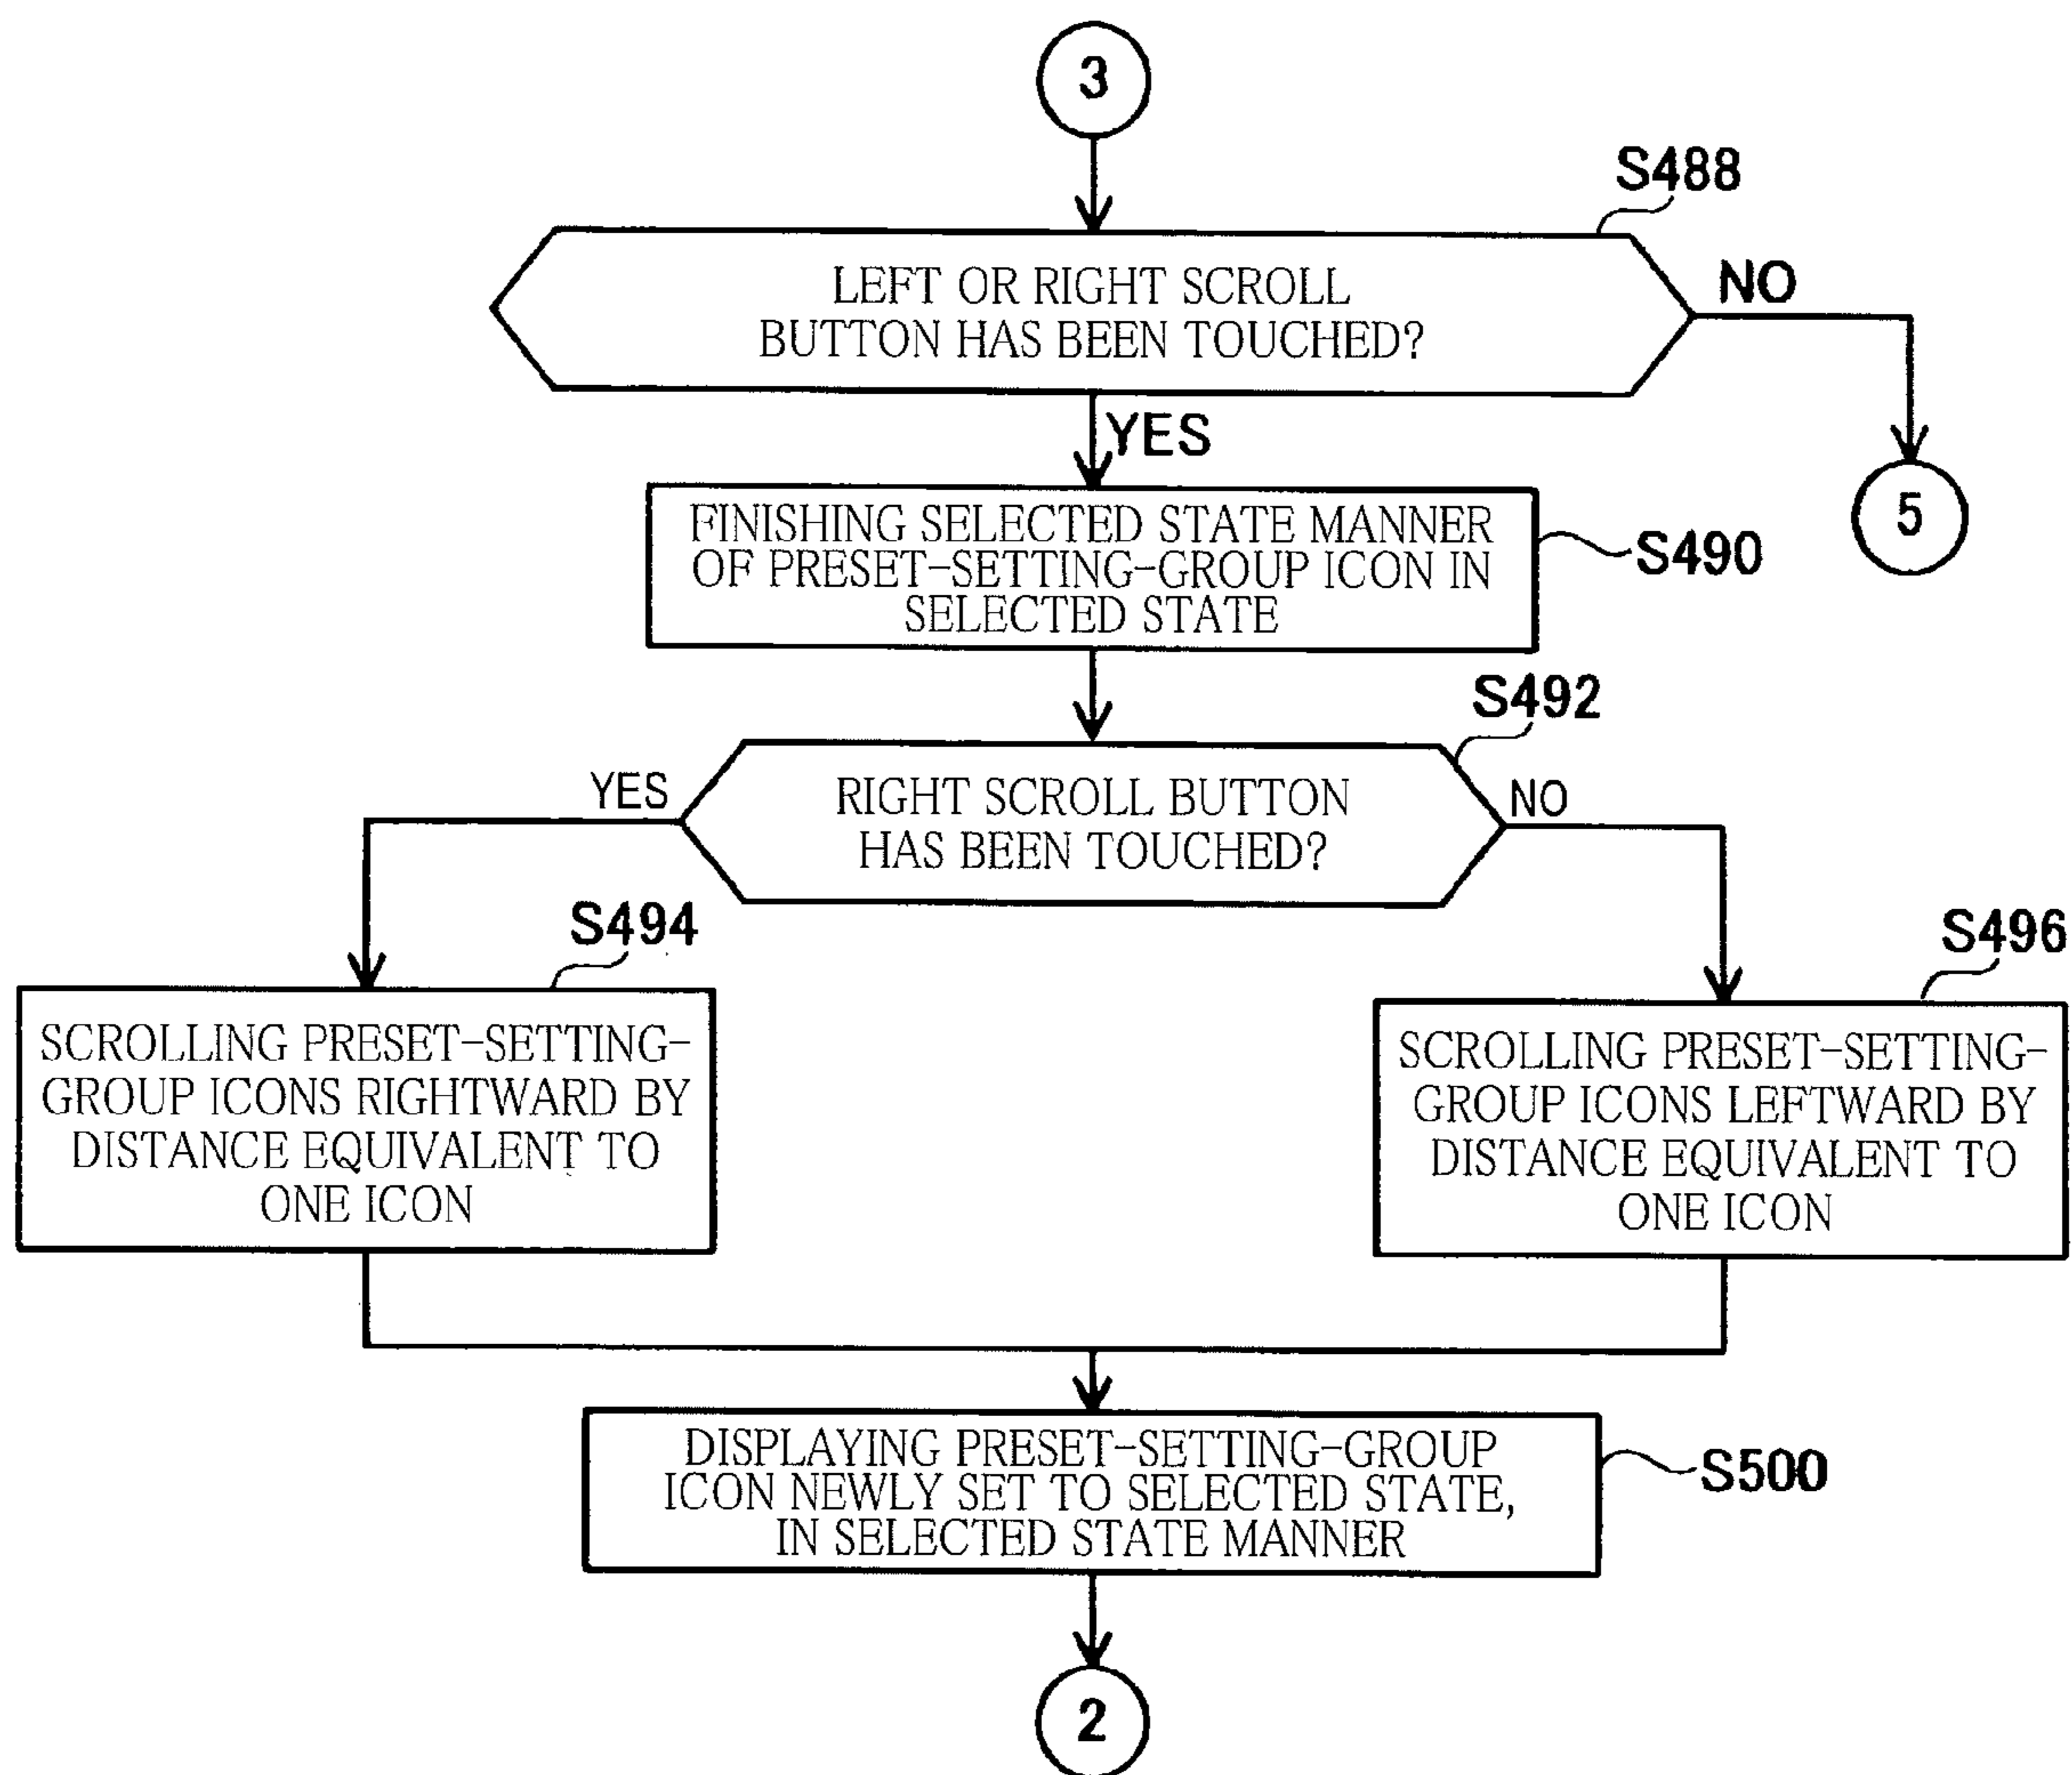 3
S488
LEFT OR RIGHT SCROLL
BUTTON HAS BEEN TOUCHED?
NO
YES
5
FINISHING SELECTED STATE MANNER
OF PRESET-SETTING-GROUP ICON IN
SELECTED STATE
S490
S492
YES
RIGHT SCROLL BUTTON
HAS BEEN TOUCHED?
NO
S494
SCROLLING PRESET-SETTING-
GROUP ICONS RIGHTWARD BY
DISTANCE EQUIVALENT TO
ONE ICON
S496
SCROLLING PRESET-SETTING-
GROUP ICONS LEFTWARD BY
DISTANCE EQUIVALENT TO
ONE ICON
DISPLAYING PRESET-SETTING-GROUP
ICON NEWLY SET TO SELECTED STATE,
IN SELECTED STATE MANNER
S500
2